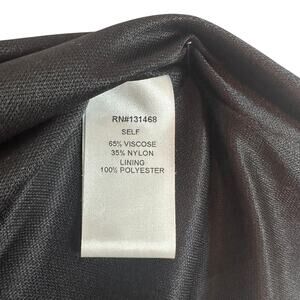 RN#131468
SELF
65% VISCOSE
35% NYLON
LINING
100% POLYESTER